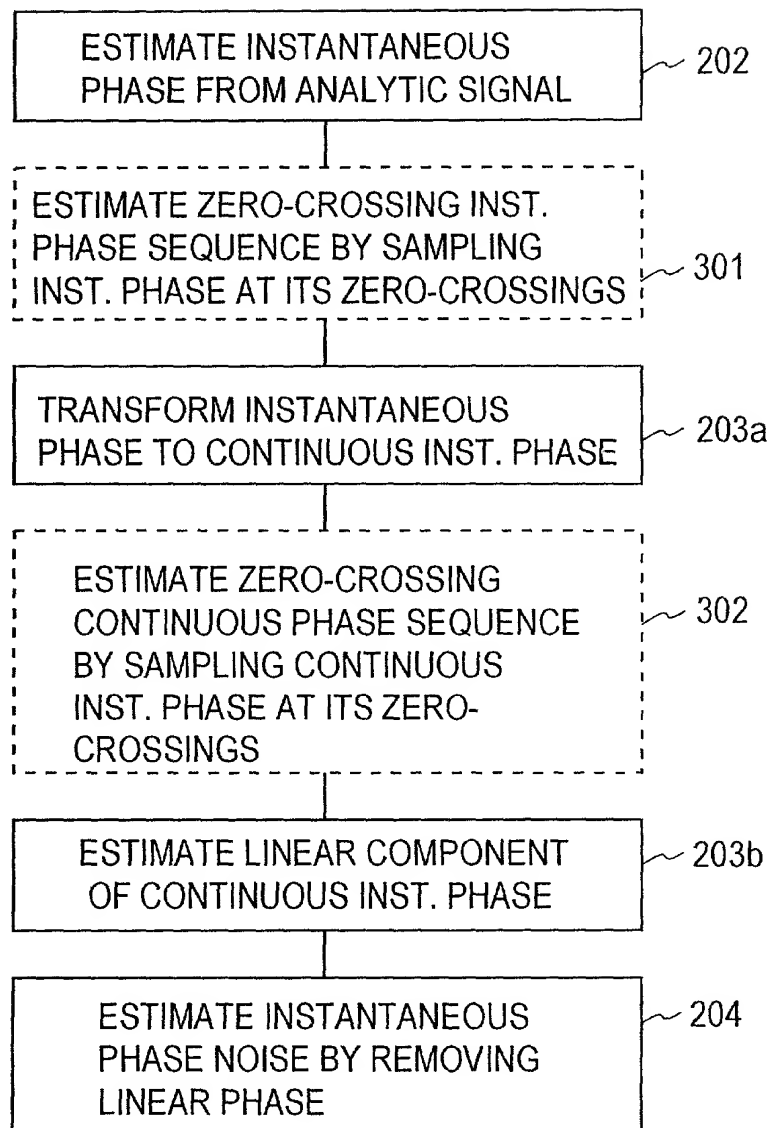 ESTIMATE INSTANTANEOUS
PHASE FROM ANALYTIC SIGNAL
202
ESTIMATE ZERO-CROSSING INST.
PHASE SEQUENCE BY SAMPLING
INST. PHASE AT ITS ZERO-CROSSINGS
301
TRANSFORM INSTANTANEOUS
PHASE TO CONTINUOUS INST. PHASE
203a
ESTIMATE ZERO-CROSSING
CONTINUOUS PHASE SEQUENCE
BY SAMPLING CONTINUOUS
INST. PHASE AT ITS ZERO-
CROSSINGS
302
ESTIMATE LINEAR COMPONENT
OF CONTINUOUS INST. PHASE
203b
ESTIMATE INSTANTANEOUS
PHASE NOISE BY REMOVING
LINEAR PHASE
204